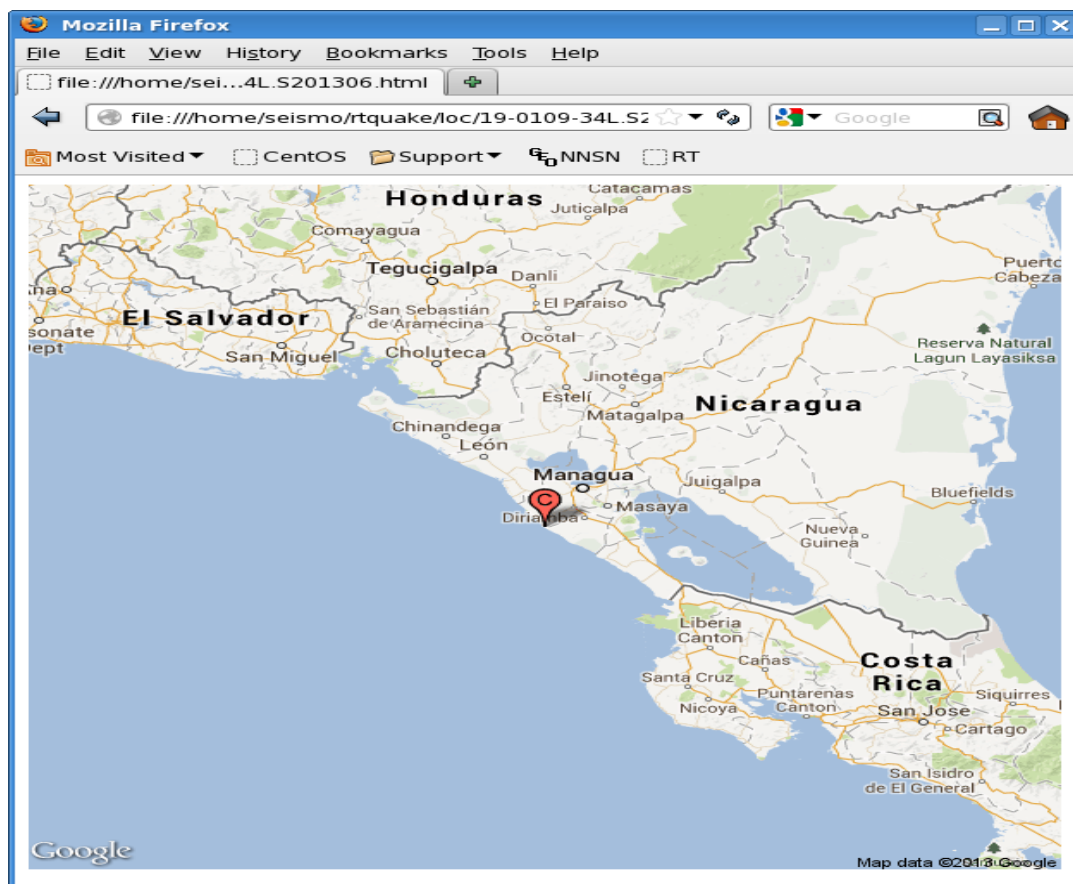 Mozilla Firefox
File Edit View History Bookmarks Tools Help
file:///home/sei...4L.S201306.html
file:///home/seismo/rtquake/loc/19-0109-34L.S2 Google
Most Visited CentOS Support GEO NNSN RT
Honduras
Catacamas
Juticalpa
Comayagua
Tegucigalpa
Danli
Puerto
Cabeza
El Paraiso
San Sebastián
de Aramecina
El Salvador
sonate
Dept
Ocotal
San Miguel
Choluteca
Reserva Natural
Lagun Layasiksa
Jinotega
Estelí
Matagalpa
Nicaragua
Chinandega
León
Managua
Juigalpa
Bluefields
C
Masaya
Diriamba
Nueva
Guinea
Liberia
Canton
Cañas
Costa
Rica
Santa Cruz
Puntarenas
Canton
Nicoya
San Jose
Siquirres
Cartago
San Isidro
de El General
Google
Map data ©2013 Google